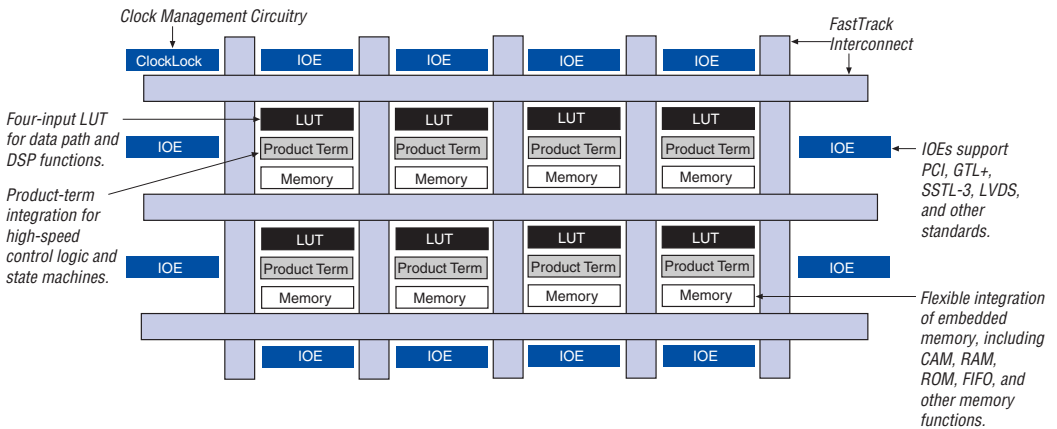 Clock Management Circuitry
FastTrack
Interconnect
ClockLock
IOE
IOE
IOE
IOE
Four-input LUT
for data path and
DSP functions.
LUT
LUT
LUT
LUT
IOE
Product Term
Product Term
Product Term
Product Term
IOE
IOEs support
PCI, GTL+,
SSTL-3, LVDS,
and other
standards.
Memory
Memory
Memory
Memory
Product-term
integration for
high-speed
control logic and
state machines.
LUT
LUT
LUT
LUT
IOE
Product Term
Product Term
Product Term
Product Term
IOE
Memory
Memory
Memory
Memory
Flexible integration
of embedded
memory, including
CAM, RAM,
ROM, FIFO, and
other memory
functions.
IOE
IOE
IOE
IOE